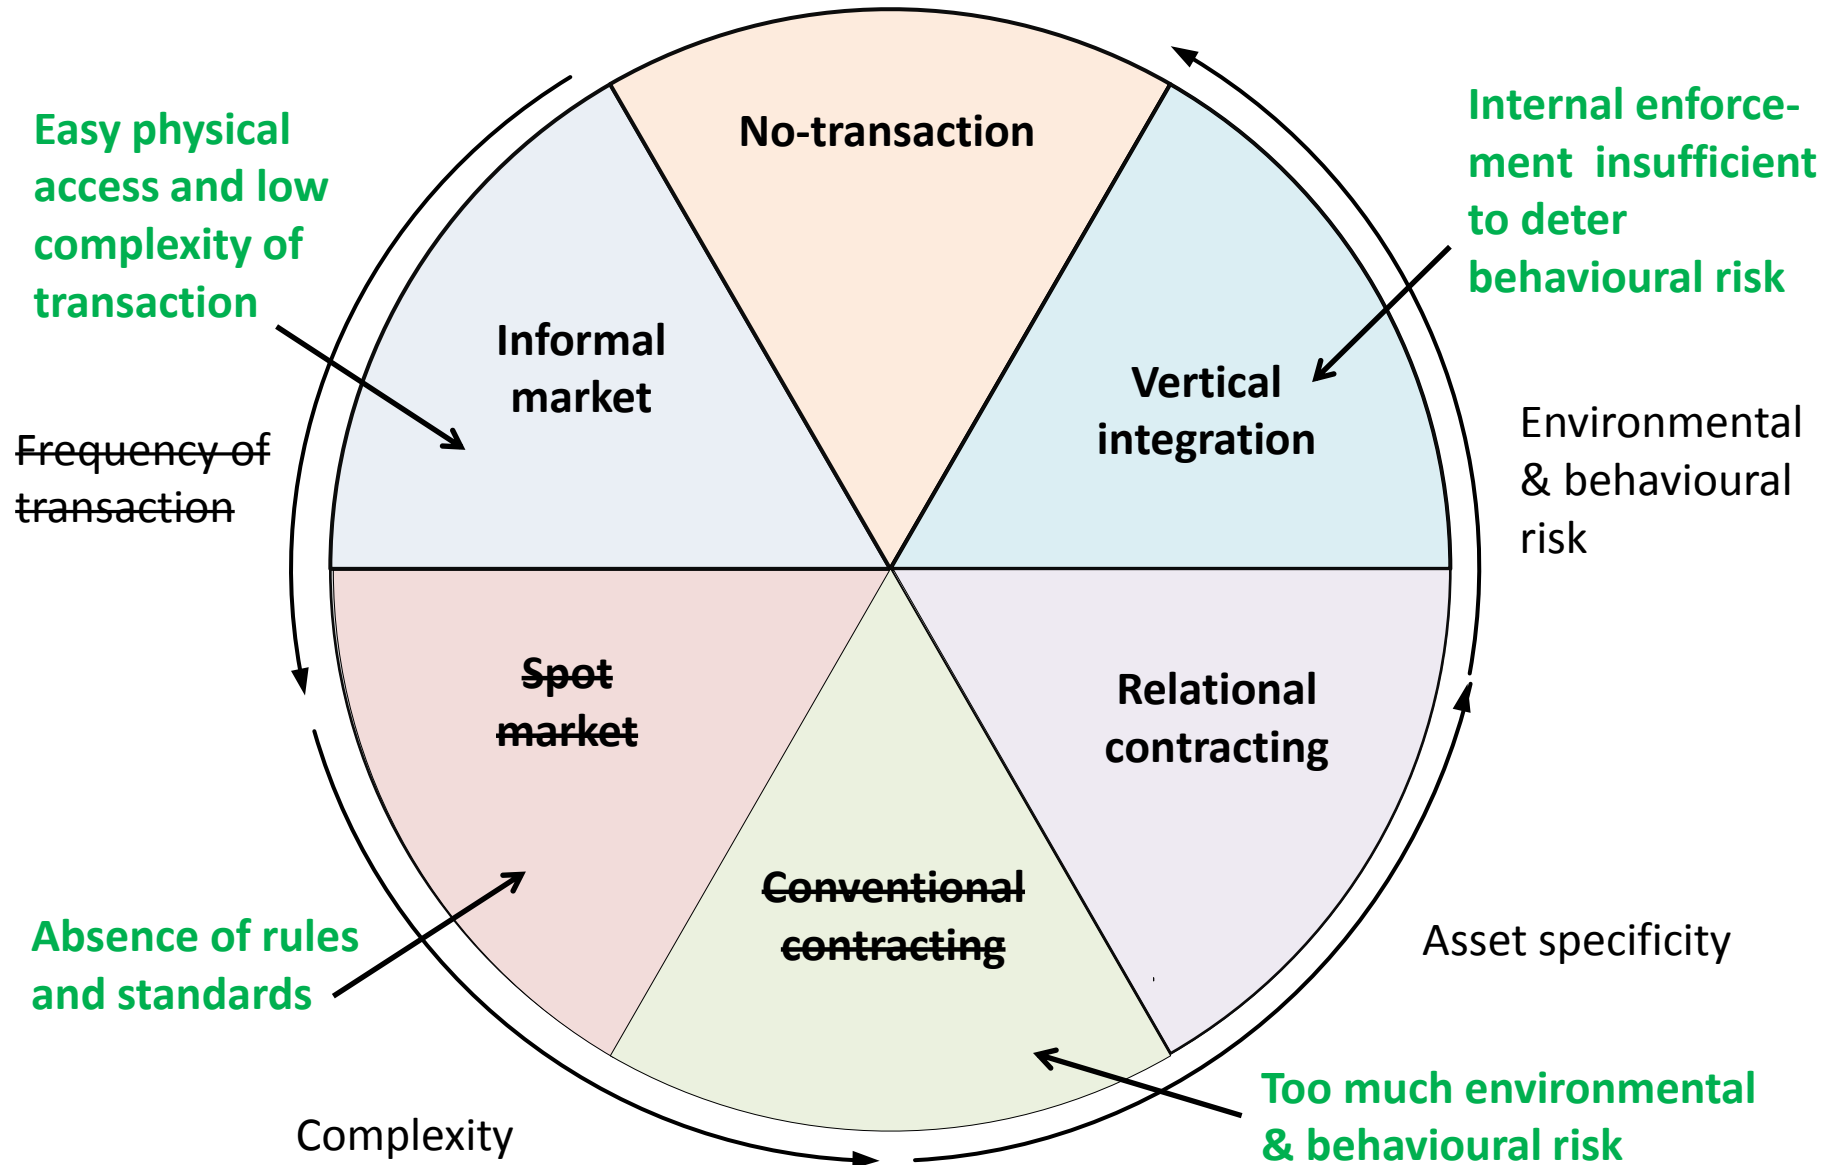 No-transaction
Easy physical
access and low
complexity of
transaction
Internal enforce-
ment  insufficient
to deter
behavioural risk
Informal
market
Vertical
integration
Frequency of
transaction
Environmental
& behavioural
risk
Spot
market
Relational
contracting
Conventional
contracting
Absence of rules
and standards
Asset specificity
Too much environmental
& behavioural risk
Complexity